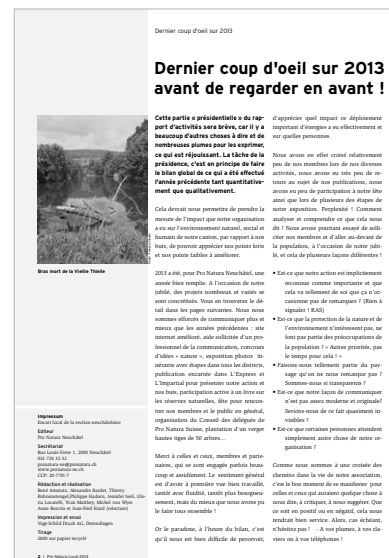 Dernier coup d'oeil sur 2013
Dernier coup d'oeil sur 2013
avant de regarder en avant !
Cette partie « présidentielle » du rap-
port d'activités sera brève, car il y a
beaucoup d'autres choses à dire et de
nombreuses plumes pour les exprimer,
ce qui est réjouissant. La tâche de la
présidence, c'est en principe de faire
le bilan global de ce qui a été effectué
l'année précédente tant quantitative-
ment que qualitativement.
Cela devrait nous permettre de prendre la
mesure de l'impact que notre organisation
a eu sur l'environnement naturel, social et
humain de notre canton, par rapport à nos
buts, de pouvoir apprécier nos points forts
et nos points faibles à améliorer.
2013 a été, pour Pro Natura Neuchâtel, une
année bien remplie. A l'occasion de notre
jubilé, des projets nombreux et variés se
sont concrétisés. Vous en trouverez le dé-
tail dans les pages suivantes. Nous nous
sommes efforcés de communiquer plus et
mieux que les années précédentes : site
internet amélioré, aide sollicitée d'un pro-
fessionnel de la communication, concours
d'idées « nature », exposition photos iti-
nérante avec étapes dans tous les districts,
publication encartée dans L'Express et
L'Impartial pour présenter notre action et
nos buts, participation active à un livre sur
les réserves naturelles, fête pour rencon-
trer nos membres et le public en général,
organisation du Conseil des délégués de
Pro Natura Suisse, plantation d'un verger
hautes tiges de 50 arbres…
Merci à celles et ceux, membres et parte-
naires, qui se sont engagés parfois beau-
coup et assidûment. Le sentiment général
est d'avoir à première vue bien travaillé,
tantôt avec fluidité, tantôt plus besogneu-
sement, mais du mieux que nous avons pu
le faire tous ensemble !
Or le paradoxe, à l'heure du bilan, c'est
qu'il nous est bien difficile de percevoir,
d'apprécier quel impact ce déploiement
important d'énergies a eu effectivement et
sur quelles personnes.
Nous avons en effet croisé relativement
peu de nos membres lors de nos diverses
activités, nous avons eu très peu de re-
tours au sujet de nos publications, nous
avons eu peu de participation à notre fête
ainsi que lors de plusieurs des étapes de
notre exposition. Perplexité ! Comment
analyser et comprendre ce que cela nous
dit ? Nous avons pourtant essayé de solli-
citer nos membres et d'aller au-devant de
la population, à l'occasion de notre jubi-
lé, et cela de plusieurs façons différentes !
• Est-ce que notre action est implicitement
reconnue comme importante et que
cela va tellement de soi que ça n'oc-
casionne pas de remarques ? (Rien à
signaler ! RAS)
• Est-ce que la protection de la nature et de
l'environnement n'intéressent pas, ne
font pas partie des préoccupations de
la population ? « Autres priorités, pas
le temps pour cela ! »
• Faisons-nous tellement partie du pay-
sage qu'on ne nous remarque pas ?
Sommes-nous si transparents ?
• Est-ce que notre façon de communiquer
n'est pas assez moderne et originale?
Serions-nous de ce fait quasiment in-
visibles ?
• Est-ce que certaines personnes attendent
simplement autre chose de notre or-
ganisation ?
Comme nous sommes à une croisée des
chemins dans la vie de notre association,
c'est le bon moment de se manifester pour
celles et ceux qui auraient quelque chose à
nous dire, à critiquer, à nous suggérer. Que
ce soit en positif ou en négatif, cela nous
rendrait bien service. Alors, cas échéant,
n'hésitez pas ! - A vos plumes, à vos cla-
viers ou à vos téléphones !
Bras mort de la Vieille Thielle
Impressum
Encart local de la section neuchâteloise
Editeur
Pro Natura Neuchâtel
Secrétariat
Rue Louis-Favre 1, 2000 Neuchâtel
032 724 32 32
pronatura-ne@pronatura.ch
www.pronatura-ne.ch
CCP: 20-7776-7
Rédaction et réalisation
Tirage
2800 sur papier recyclé
2 | Pro Natura Local 2014